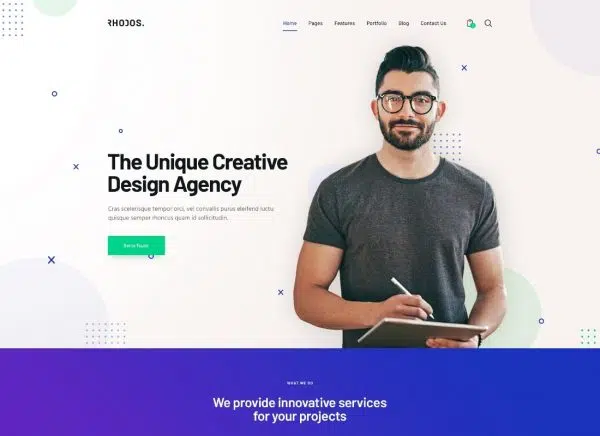 RHODOS.
Home Pages Features Portfolio Blog Contact Us
The Unique Creative
Design Agency
Cras scelerisque tempor orci, vel convallis purus eleifend luctu
quisque semper rhoncus quam id sollicitudin.
WHAT WE DO
We provide innovative services
for your projects